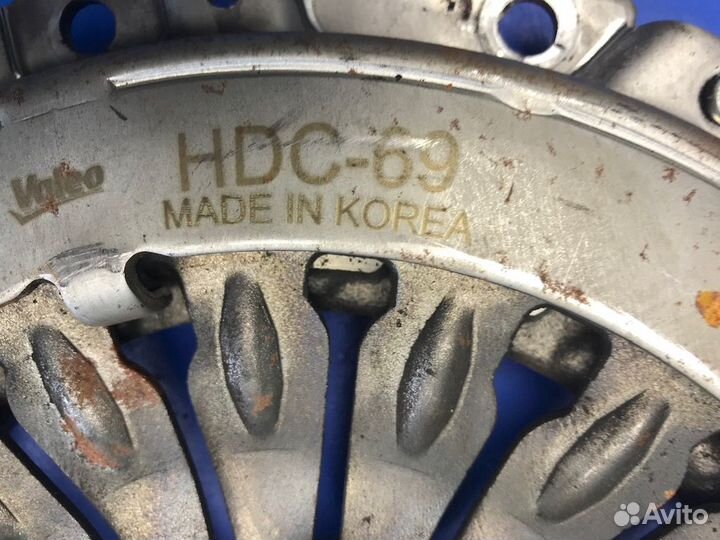 Valeo
HDC-69
MADE IN KOREA
Avito